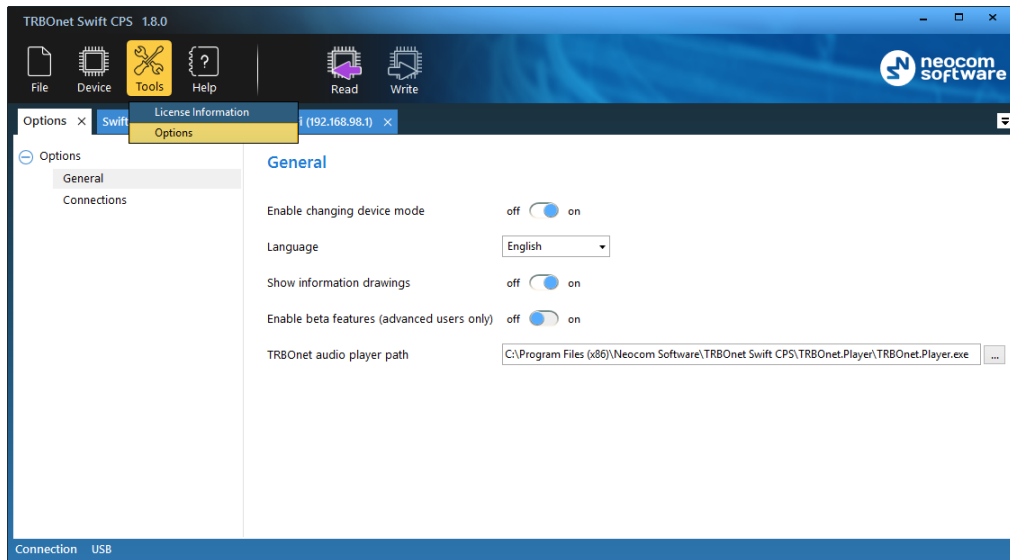 TRBOnet Swift CPS 1.8.0
File Device Tools Help Read Write
neocom
software
License Information
Options
Options Swift i (192.168.98.1)
Options
General
Connections
General
Enable changing device mode off on
Language English
Show information drawings off on
Enable beta features (advanced users only) off on
TRBOnet audio player path C:\Program Files (x86)\Neocom Software\TRBOnet Swift CPS\TRBOnet.Player\TRBOnet.Player.exe ...
Connection USB